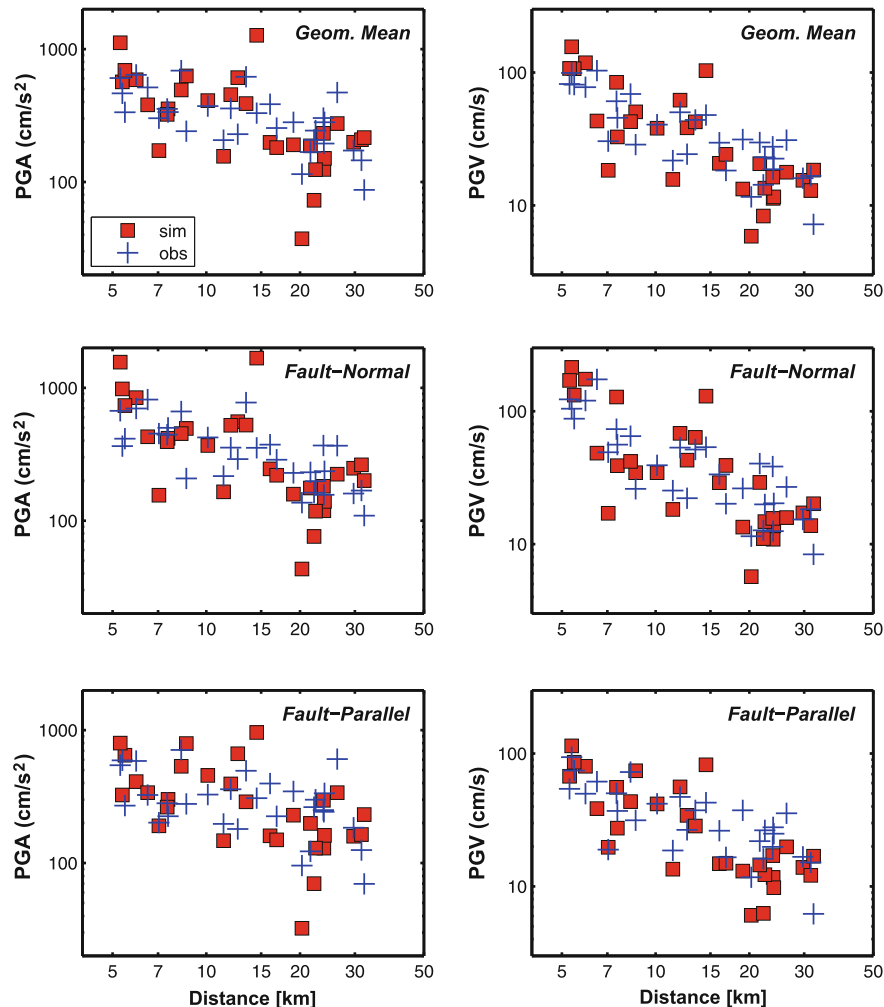 Geom. Mean
PGA (cm/s²)
1000
100
sim
obs
5 7 10 15 20 30 50
Geom. Mean
PGV (cm/s)
100
10
5 7 10 15 20 30 50
Fault−Normal
PGA (cm/s²)
1000
100
5 7 10 15 20 30 50
Fault−Normal
PGV (cm/s)
100
10
5 7 10 15 20 30 50
Fault−Parallel
PGA (cm/s²)
1000
100
5 7 10 15 20 30 50
Distance [km]
Fault−Parallel
PGV (cm/s)
100
10
5 7 10 15 20 30 50
Distance [km]